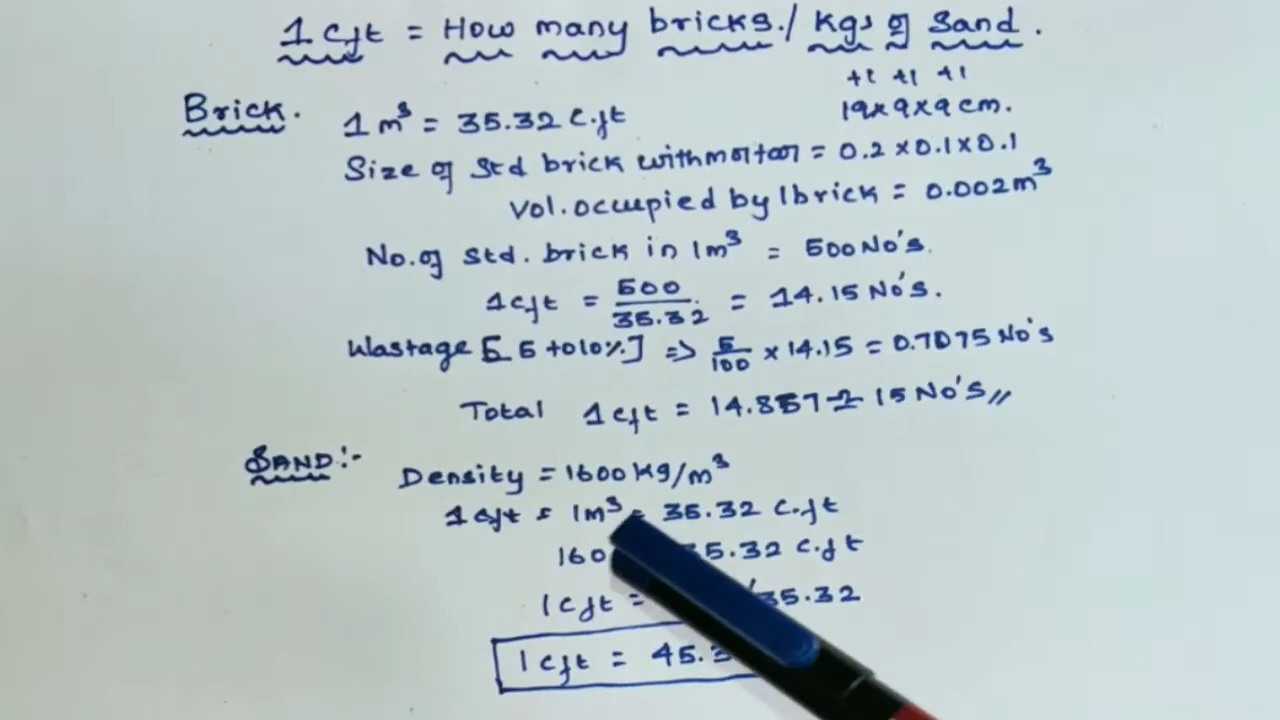 1 cft = How many bricks./ kgs of Sand.
+1 +1 +1
Brick. 1 m³ = 35.32 c.ft 19x9x9 cm.
Size of Std brick with mortar = 0.2 x 0.1 x 0.1
Vol. occupied by 1 brick = 0.002 m³
No. of Std. brick in 1m³ = 500 No's.
1 cft = 500/35.32 = 14.15 No's.
Wastage [5 to 10%] => 5/100 x 14.15 = 0.7075 No's
Total 1 cft = 14.857 ≃ 15 No's //
SAND:- Density = 1600 kg/m³
1 cft = 1m³ = 35.32 c.ft
160 35.32 c.ft
1 cft = /35.32
1 cft = 45.3